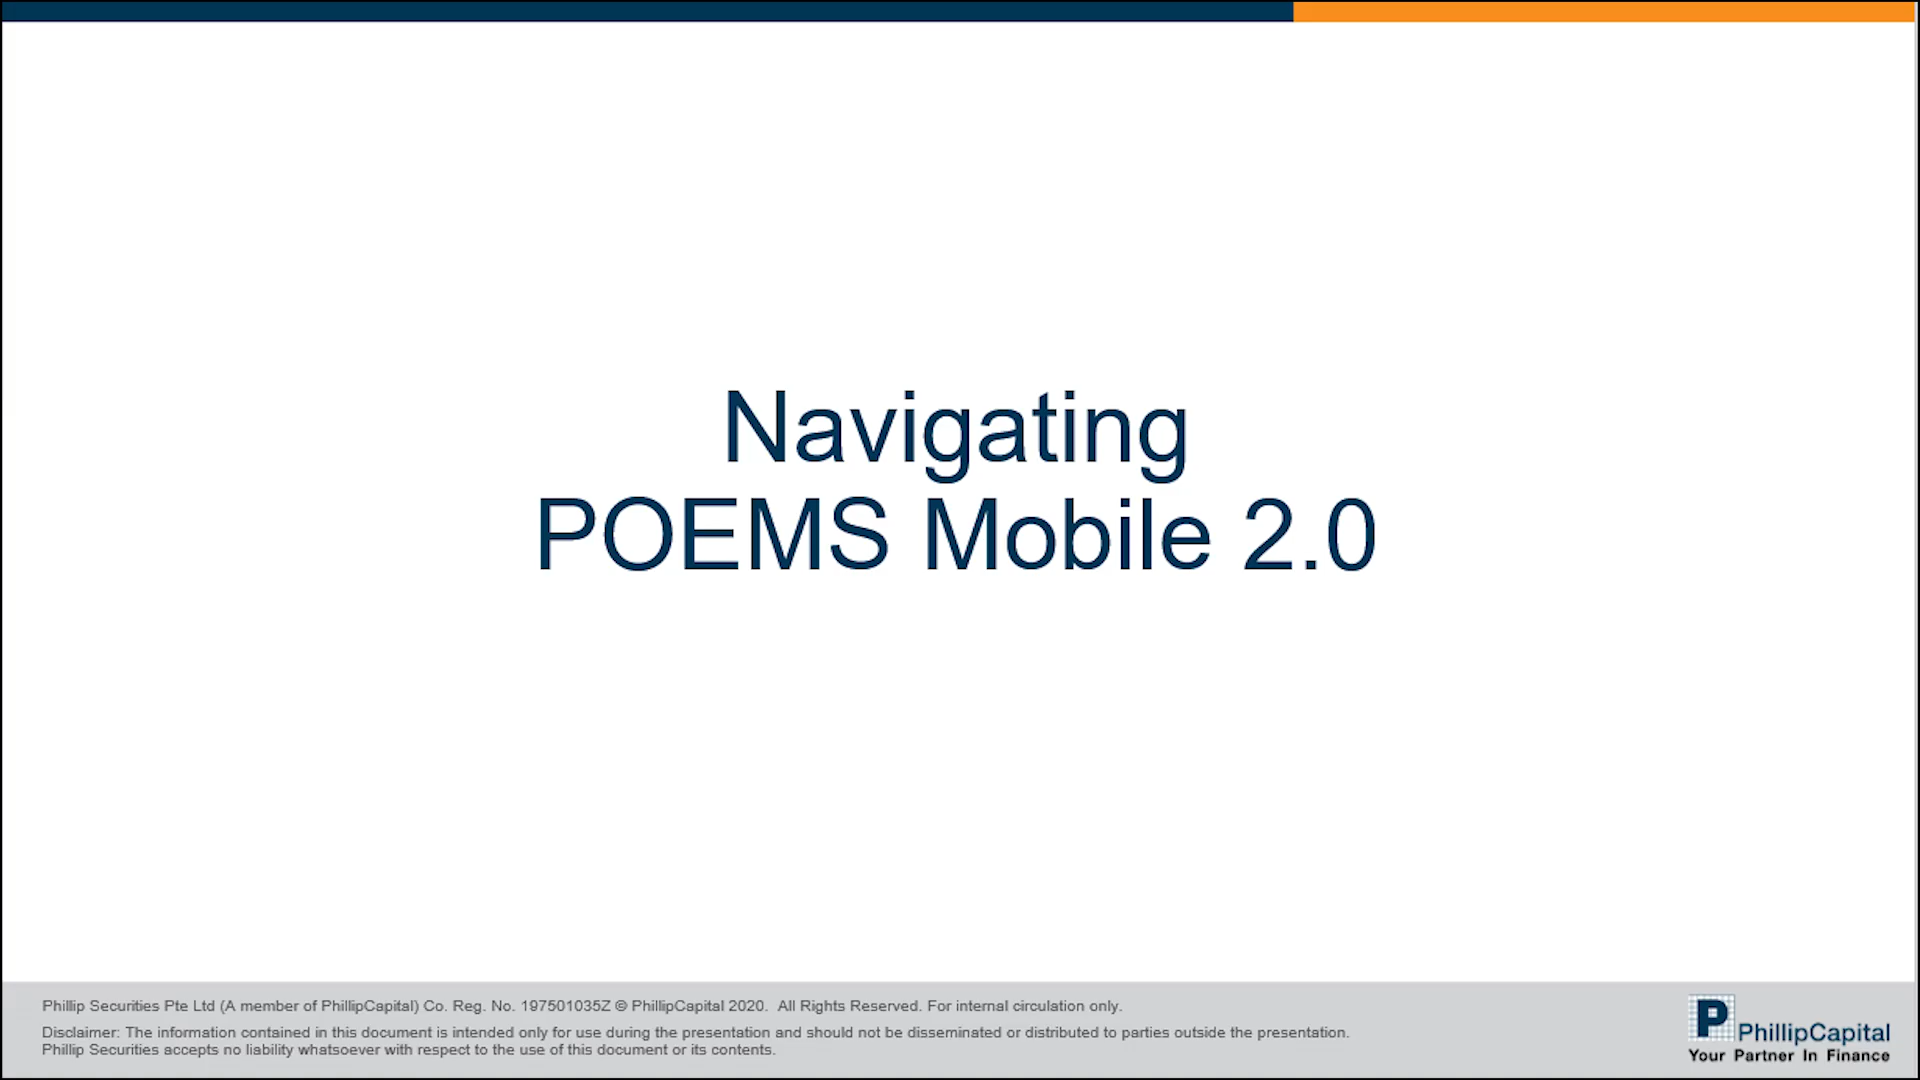 Navigating
POEMS Mobile 2.0
Phillip Securities Pte Ltd (A member of PhillipCapital) Co. Reg. No. 197501035Z © PhillipCapital 2020.  All Rights Reserved. For internal circulation only.
Disclaimer: The information contained in this document is intended only for use during the presentation and should not be disseminated or distributed to parties outside the presentation.
Phillip Securities accepts no liability whatsoever with respect to the use of this document or its contents.
P PhillipCapital
Your Partner In Finance